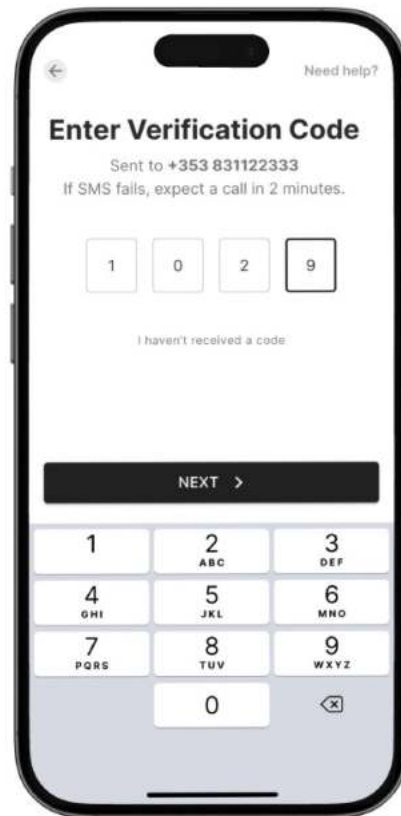 Need help?
Enter Verification Code
Sent to +353 831122333
If SMS fails, expect a call in 2 minutes.
1 0 2 9
I haven't received a code
NEXT >
1 2 3
ABC DEF
4 5 6
GHI JKL MNO
7 8 9
PQRS TUV WXYZ
0